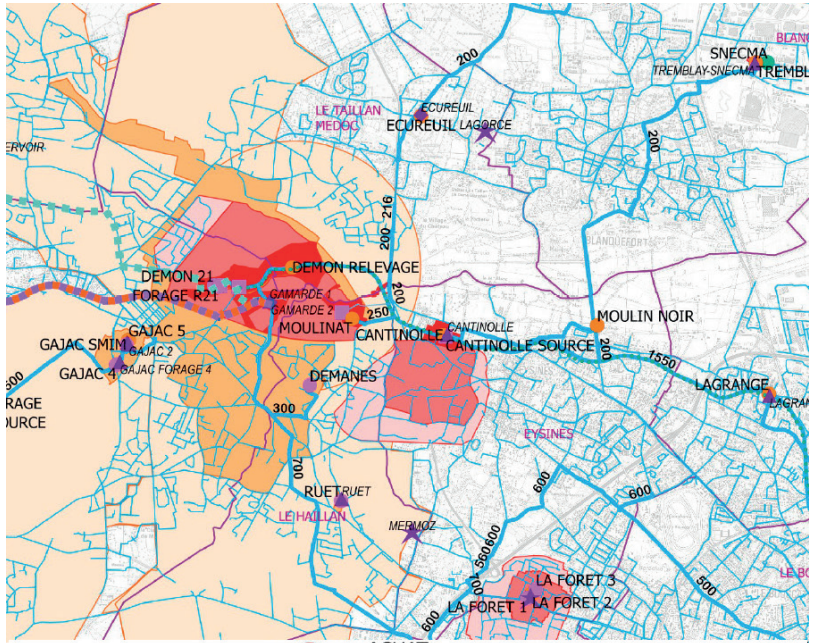 BLANC
SNECMA
TREMBLAY-SNECMA TREMBL
200
ECUREUIL
ECUREUIL LAGORCE
LE TAILLAN
MEDOC
ERVOIR
200
216
200
BLANQUEFORT
DEMON 21
DEMON RELEVAGE
FORAGE R21
GAMARDE 1
GAMARDE 2
200
250
MOULINAT
CANTINOLLE
CANTINOLLE
CANTINOLLE SOURCE
MOULIN NOIR
200
1550
GAJAC 5
GAJAC SMIM
GAJAC 2
GAJAC 4
GAJAC FORAGE 4
DEMANES
LAGRANGE
LAGRAN
RAGE
OURCE
300
EYSINES
700
600
600
RUET
RUET
LE HAILLAN
MERMOZ
560
600
500
LE BO
700
LA FORET 3
LA FORET 1
LA FORET 2
600